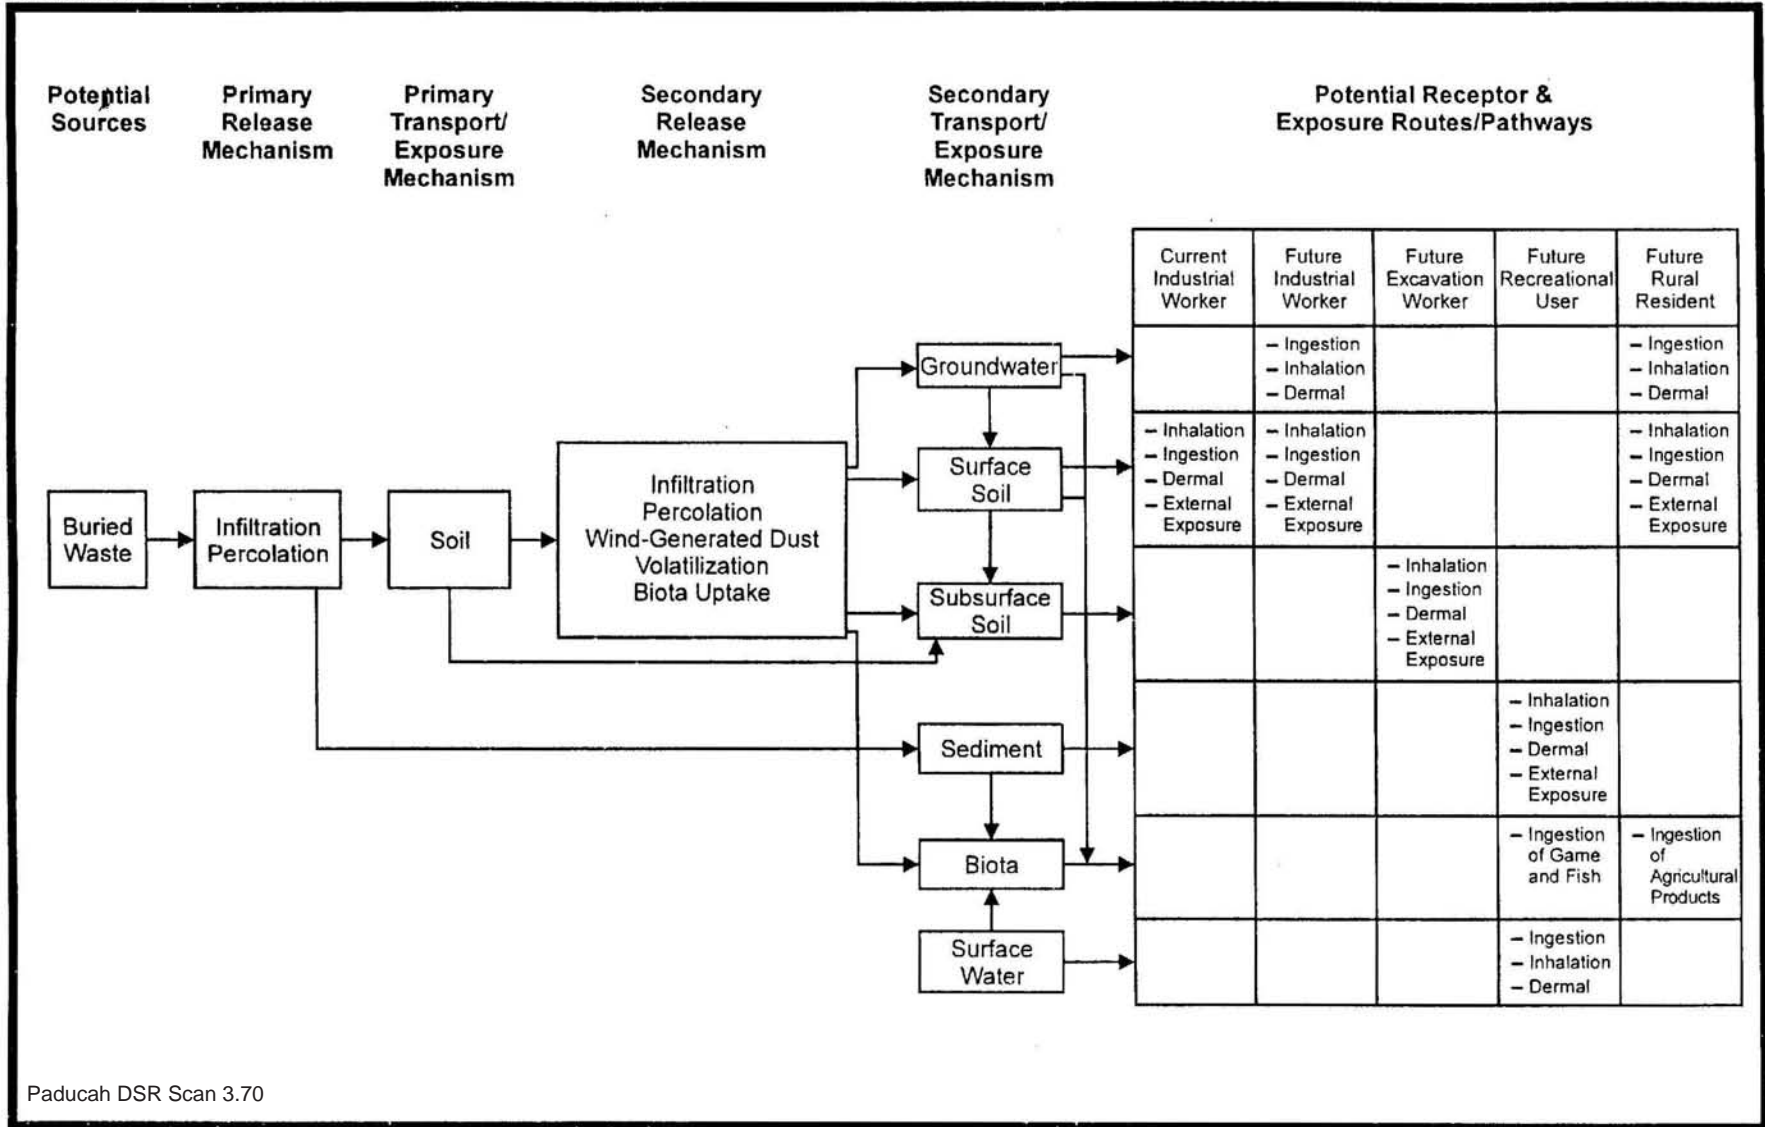 Potential
Sources
Primary
Release
Mechanism
Primary
Transport/
Exposure
Mechanism
Secondary
Release
Mechanism
Secondary
Transport/
Exposure
Mechanism
Potential Receptor &
Exposure Routes/Pathways
Current
Industrial
Worker
Future
Industrial
Worker
Future
Excavation
Worker
Future
Recreational
User
Future
Rural
Resident
Buried
Waste
Infiltration
Percolation
Soil
Infiltration
Percolation
Wind-Generated Dust
Volatilization
Biota Uptake
Groundwater
– Ingestion
– Inhalation
– Dermal
– Ingestion
– Inhalation
– Dermal
Surface
Soil
– Inhalation
– Ingestion
– Dermal
– External
Exposure
– Inhalation
– Ingestion
– Dermal
– External
Exposure
– Inhalation
– Ingestion
– Dermal
– External
Exposure
Subsurface
Soil
– Inhalation
– Ingestion
– Dermal
– External
Exposure
Sediment
– Inhalation
– Ingestion
– Dermal
– External
Exposure
Biota
– Ingestion
of Game
and Fish
– Ingestion
of
Agricultural
Products
Surface
Water
– Ingestion
– Inhalation
– Dermal
Paducah DSR Scan 3.70